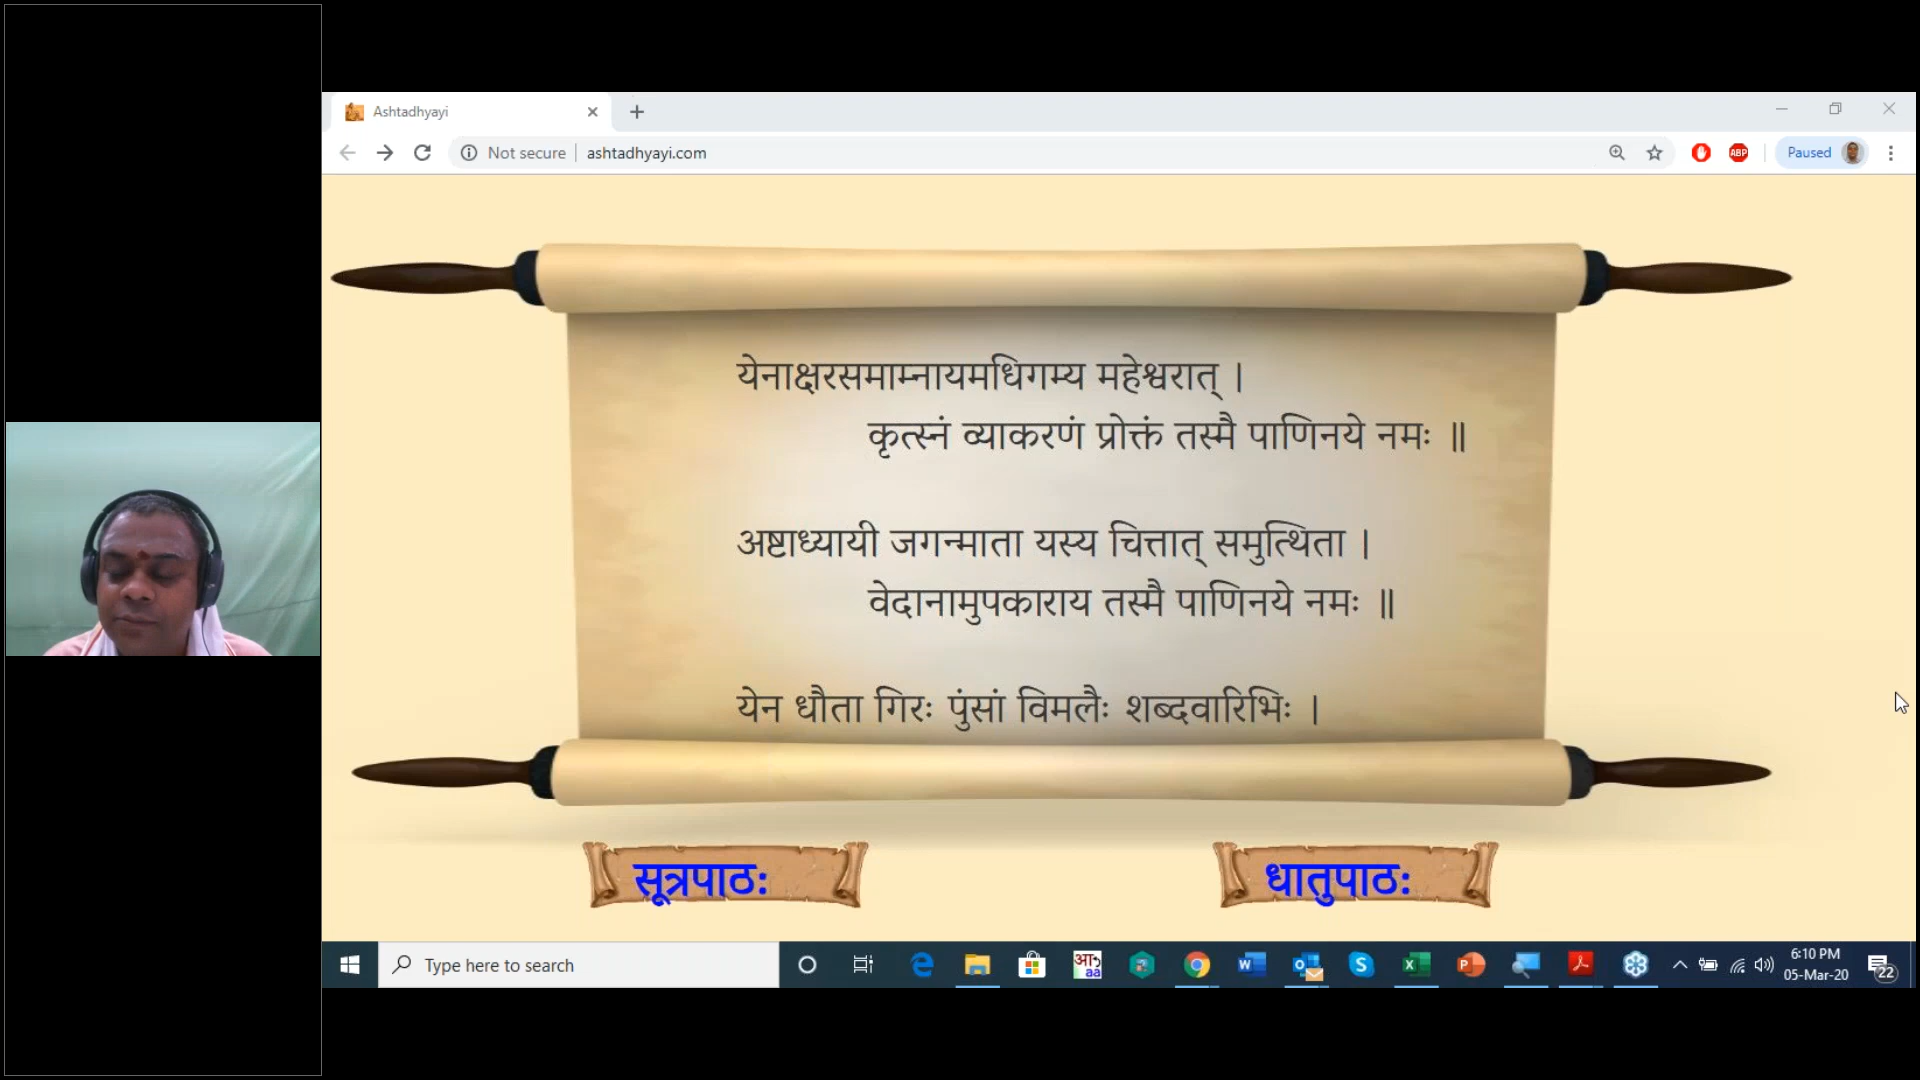 Ashtadhyayi
Not secure
ashtadhyayi.com
ABP
Paused
येनाक्षरसमाम्नायमधिगम्य महेश्वरात् ।
कृत्स्नं व्याकरणं प्रोक्तं तस्मै पाणिनये नमः ॥
अष्टाध्यायी जगन्माता यस्य चित्तात् समुत्थिता ।
वेदानामुपकाराय तस्मै पाणिनये नमः ॥
येन धौता गिरः पुंसां विमलैः शब्दवारिभिः ।
सूत्रपाठः
धातुपाठः
Type here to search
6:10 PM
05-Mar-20
22